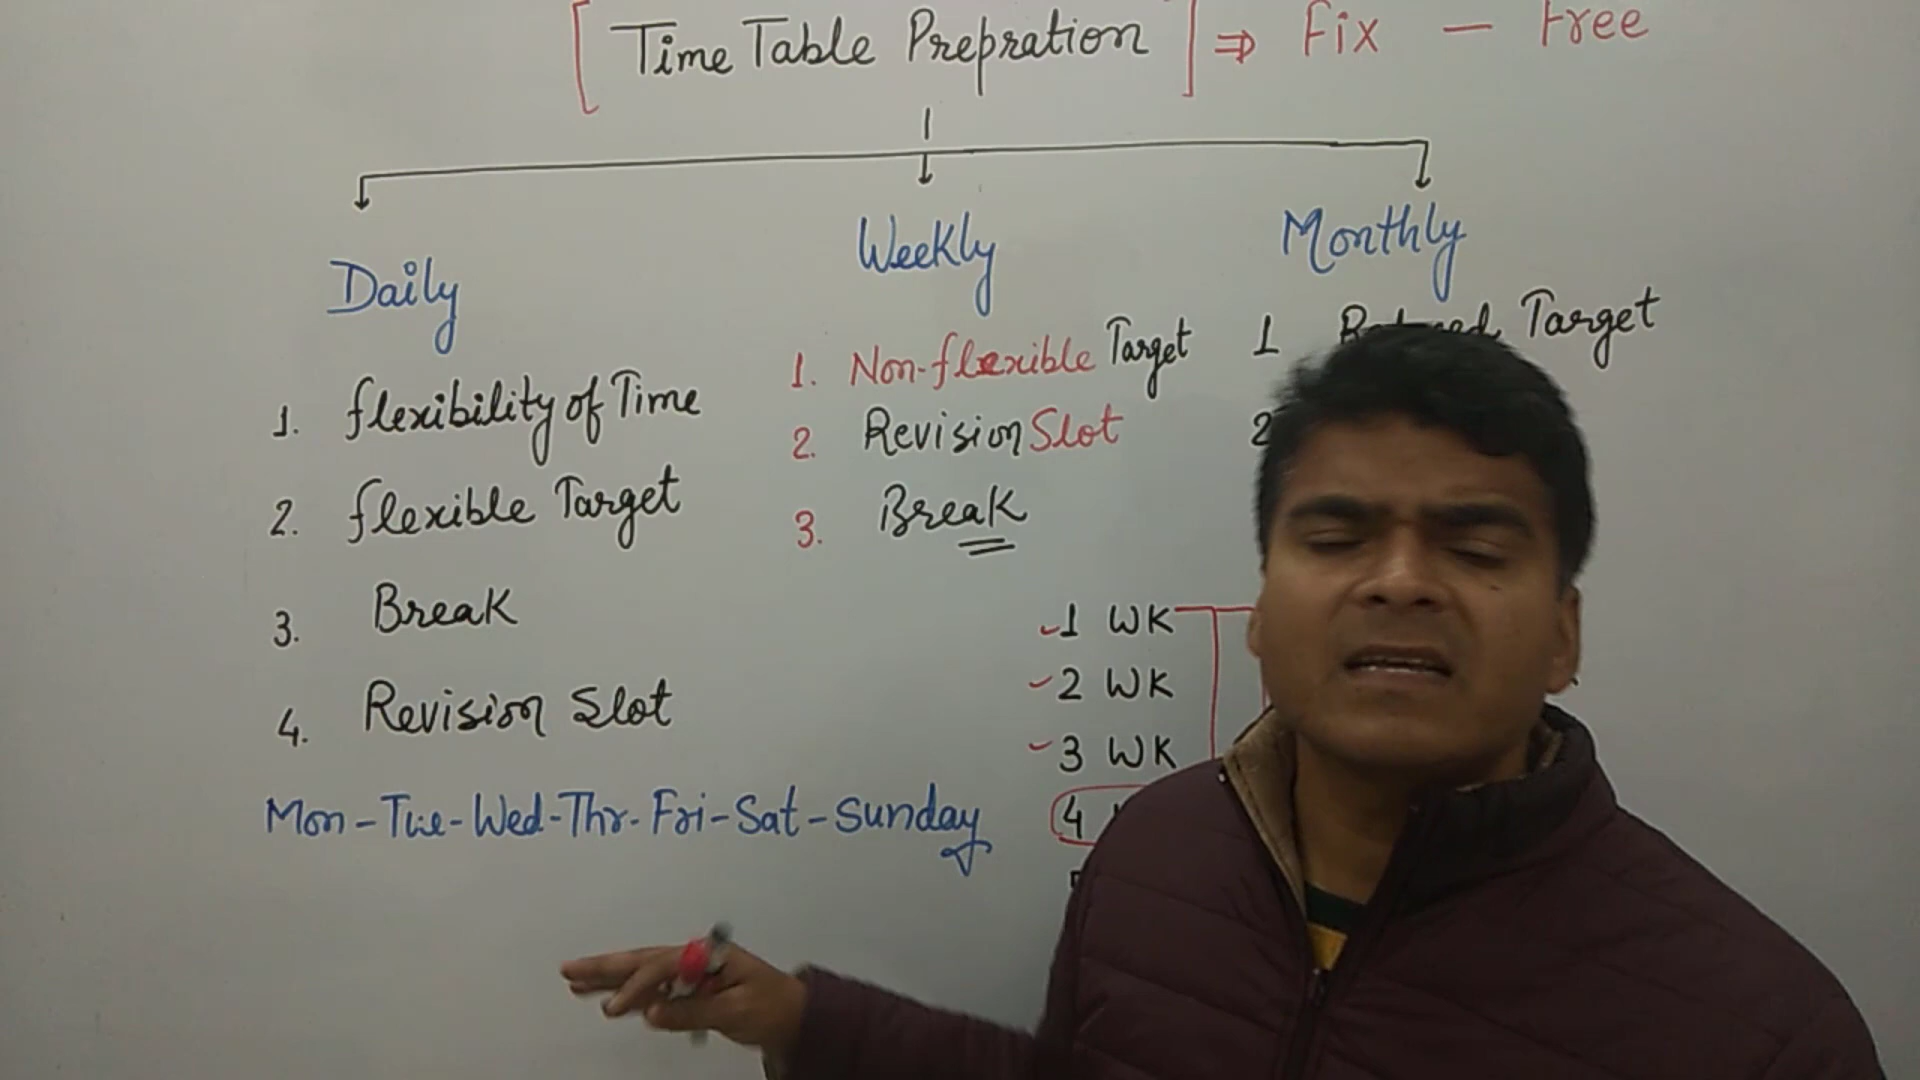 [ Time Table Prepration ] ⇒ Fix - Free
Daily
1. flexibility of Time
2. flexible Target
3. Break
4. Revision Slot
Mon-Tue-Wed-Thr-Fri-Sat-Sunday
Weekly
1. Non-flexible Target
2. Revision Slot
3. Break
1 WK
2 WK
3 WK
4
Monthly
1 Target
2